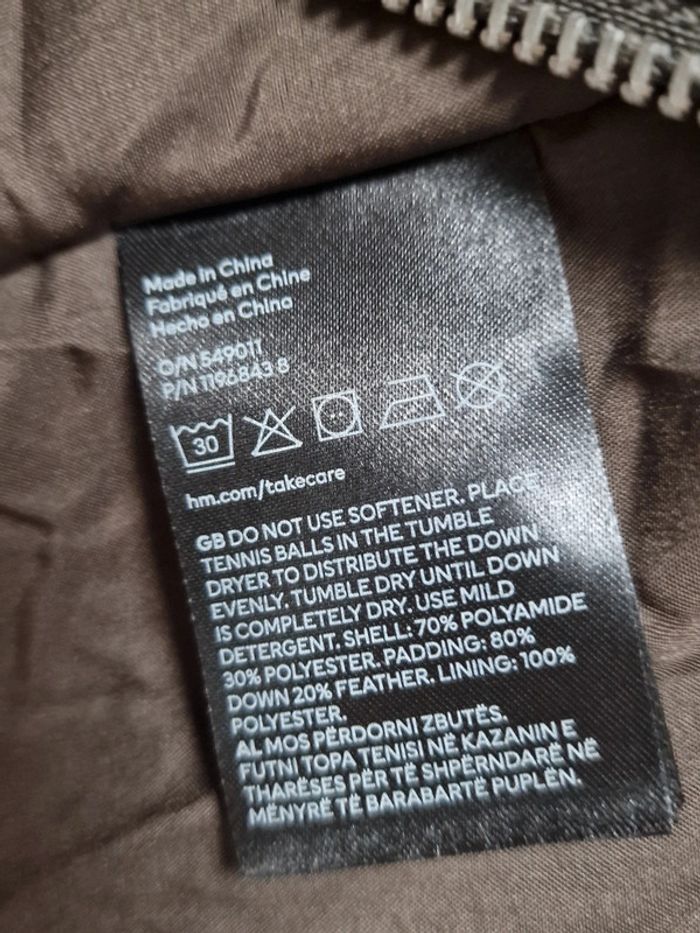 Made in China
Fabriqué en Chine
Hecho en China
O/N 549011
P/N 1196843 8
30
hm.com/takecare
GB DO NOT USE SOFTENER. PLACE
TENNIS BALLS IN THE TUMBLE
DRYER TO DISTRIBUTE THE DOWN
EVENLY. TUMBLE DRY UNTIL DOWN
IS COMPLETELY DRY. USE MILD
DETERGENT. SHELL: 70% POLYAMIDE
30% POLYESTER. PADDING: 80%
DOWN 20% FEATHER. LINING: 100%
POLYESTER.
AL MOS PËRDORNI ZBUTËS.
FUTNI TOPA TENISI NË KAZANIN E
THARËSES PËR TË SHPËRNDARË NË
MËNYRË TË BARABARTË PUPLËN.